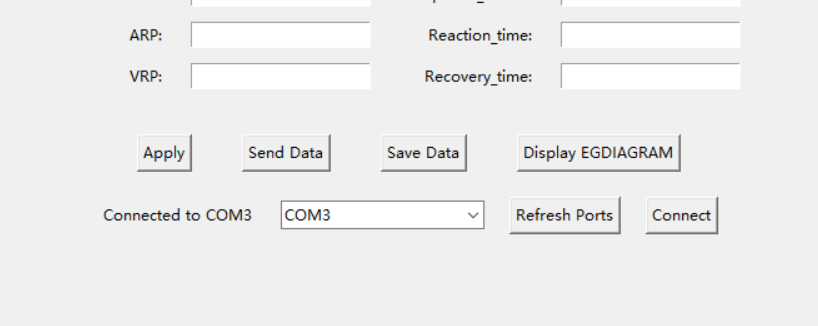 ARP: Reaction_time:
VRP: Recovery_time:
Apply Send Data Save Data Display EGDIAGRAM
Connected to COM3 COM3 Refresh Ports Connect